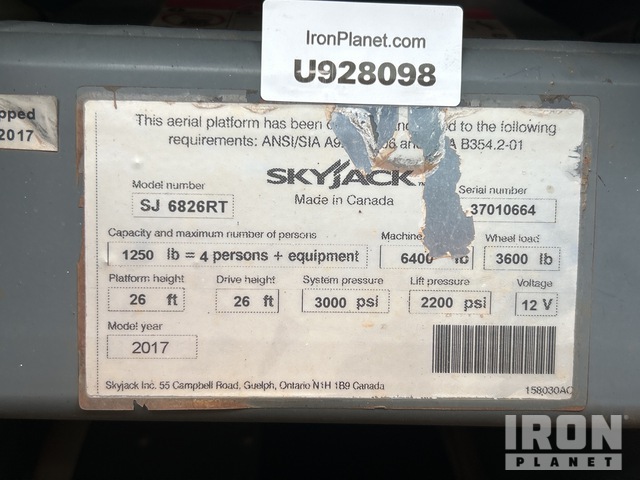 IronPlanet.com
U928098
pped
2017
This aerial platform has been and to the following
requirements: ANSI/SIA and B354.2-01
SKYJACK
Made in Canada
Model number
SJ 6826RT
Serial number
37010664
Capacity and maximum number of persons
1250 lb = 4 persons + equipment
Machine
6400 lb
Wheel load
3600 lb
Platform height
26 ft
Drive height
26 ft
System pressure
3000 psi
Lift pressure
2200 psi
Voltage
12 V
Model year
2017
Skyjack Inc. 55 Campbell Road, Guelph, Ontario N1H 1B9 Canada
158030AC
IRON
PLANET